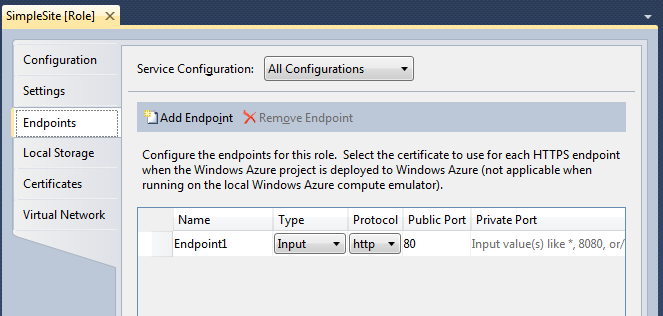 SimpleSite [Role]
Configuration
Settings
Endpoints
Local Storage
Certificates
Virtual Network
Service Configuration: All Configurations
Add Endpoint Remove Endpoint
Configure the endpoints for this role. Select the certificate to use for each HTTPS endpoint
when the Windows Azure project is deployed to Windows Azure (not applicable when
running on the local Windows Azure compute emulator).
Name Type Protocol Public Port Private Port
Endpoint1 Input http 80 Input value(s) like *, 8080, or/